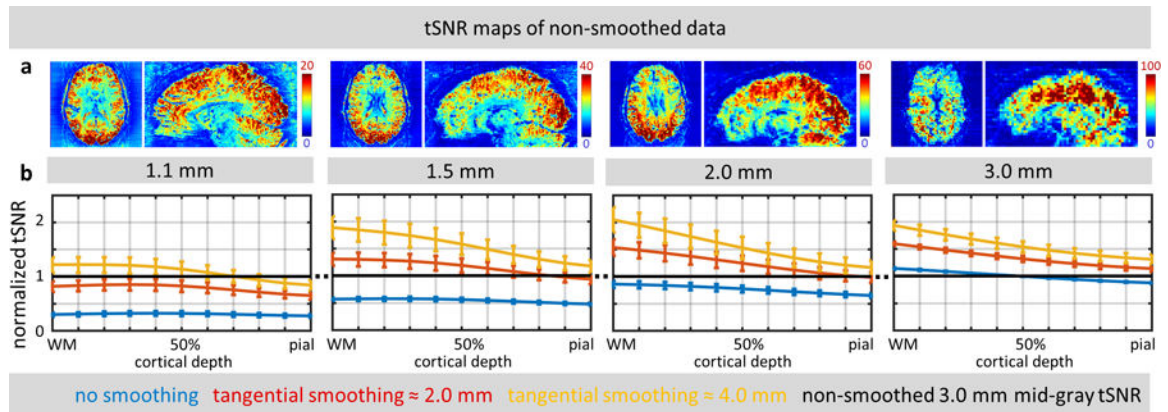 tSNR maps of non-smoothed data
a 20 0 40 0 60 0 100 0
b 1.1 mm 1.5 mm 2.0 mm 3.0 mm
normalized tSNR
2
1
0
WM 50% pial WM 50% pial WM 50% pial WM 50% pial
cortical depth cortical depth cortical depth cortical depth
no smoothing tangential smoothing ≈ 2.0 mm tangential smoothing ≈ 4.0 mm non-smoothed 3.0 mm mid-gray tSNR